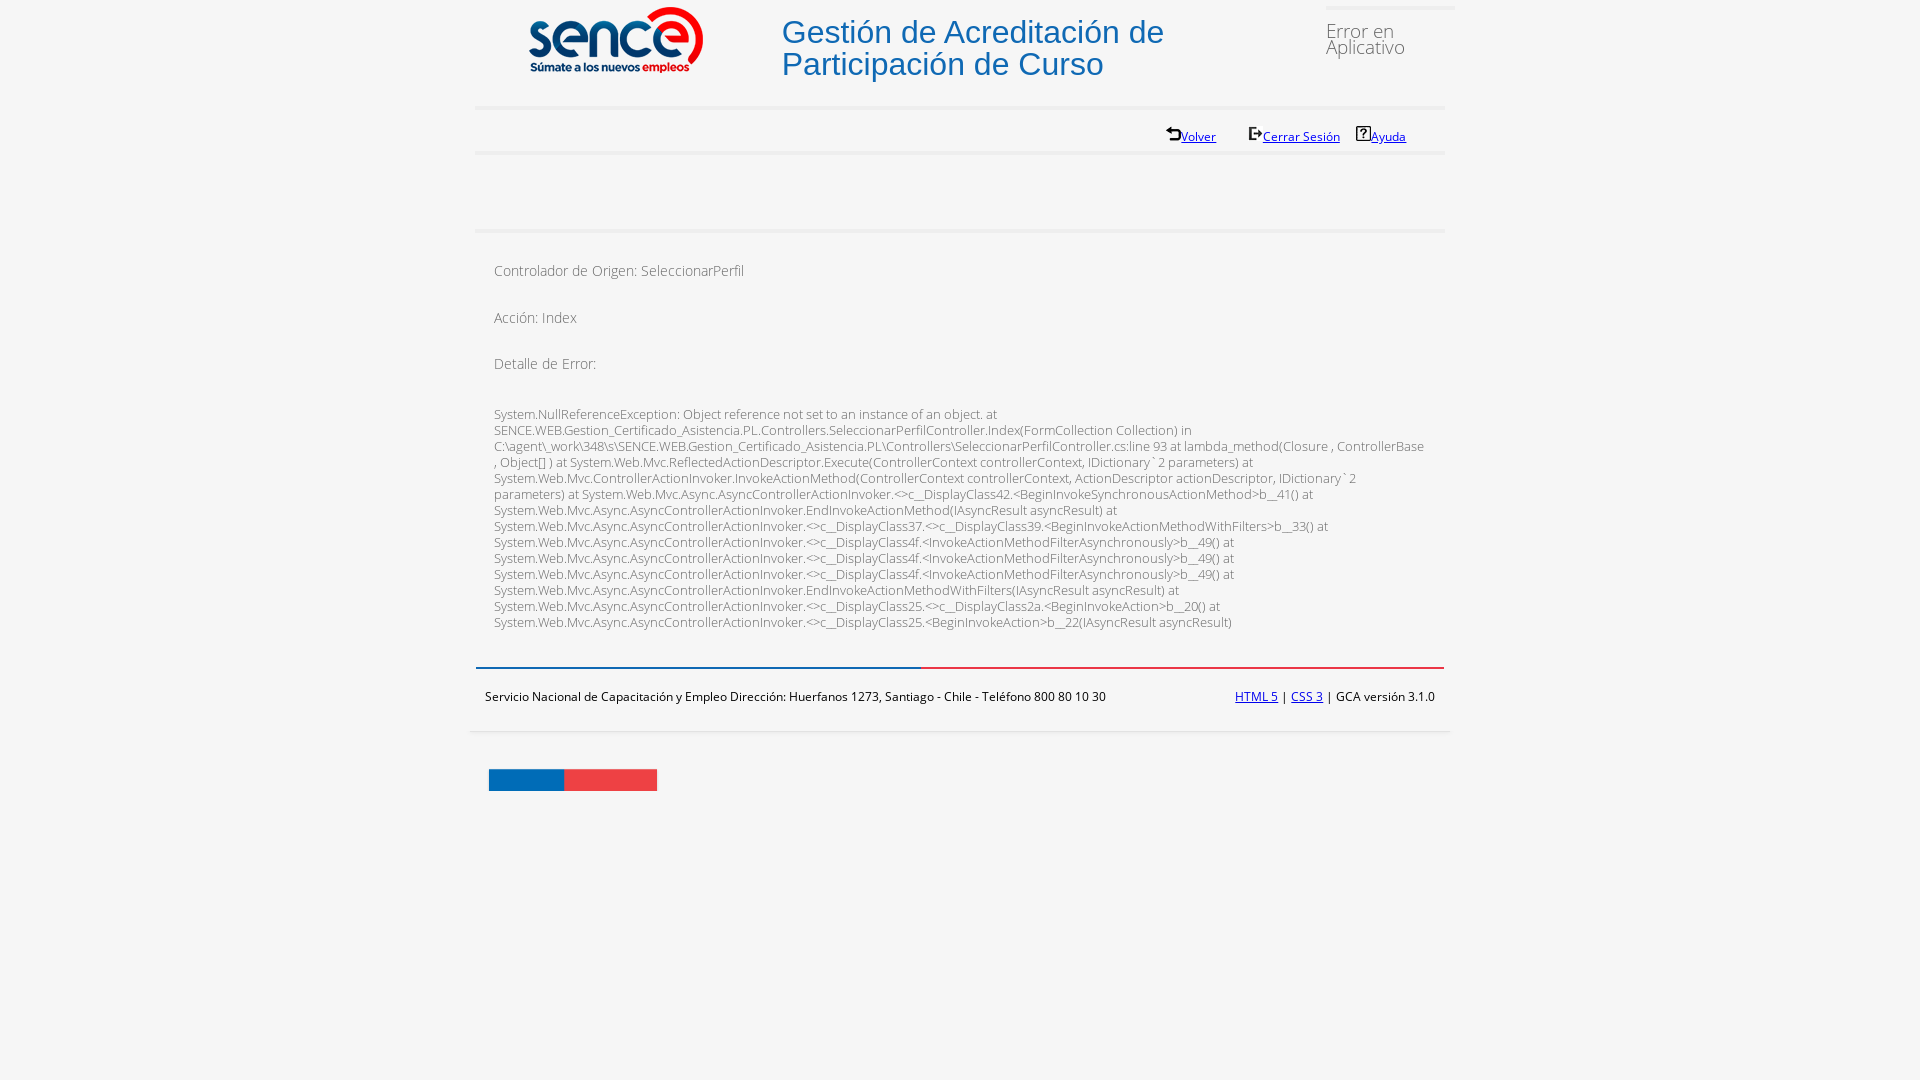 sence
Súmate a los nuevos empleos
Gestión de Acreditación de
Participación de Curso
Error en
Aplicativo
Volver
Cerrar Sesión
Ayuda
Controlador de Origen: SeleccionarPerfil
Acción: Index
Detalle de Error:
System.NullReferenceException: Object reference not set to an instance of an object. at
SENCE.WEB.Gestion_Certificado_Asistencia.PL.Controllers.SeleccionarPerfilController.Index(FormCollection Collection) in
C:\agent\_work\348\s\SENCE.WEB.Gestion_Certificado_Asistencia.PL\Controllers\SeleccionarPerfilController.cs:line 93 at lambda_method(Closure , ControllerBase
, Object[] ) at System.Web.Mvc.ReflectedActionDescriptor.Execute(ControllerContext controllerContext, IDictionary`2 parameters) at
System.Web.Mvc.ControllerActionInvoker.InvokeActionMethod(ControllerContext controllerContext, ActionDescriptor actionDescriptor, IDictionary`2
parameters) at System.Web.Mvc.Async.AsyncControllerActionInvoker.<>c__DisplayClass42.<BeginInvokeSynchronousActionMethod>b__41() at
System.Web.Mvc.Async.AsyncControllerActionInvoker.EndInvokeActionMethod(IAsyncResult asyncResult) at
System.Web.Mvc.Async.AsyncControllerActionInvoker.<>c__DisplayClass37.<>c__DisplayClass39.<BeginInvokeActionMethodWithFilters>b__33() at
System.Web.Mvc.Async.AsyncControllerActionInvoker.<>c__DisplayClass4f.<InvokeActionMethodFilterAsynchronously>b__49() at
System.Web.Mvc.Async.AsyncControllerActionInvoker.<>c__DisplayClass4f.<InvokeActionMethodFilterAsynchronously>b__49() at
System.Web.Mvc.Async.AsyncControllerActionInvoker.<>c__DisplayClass4f.<InvokeActionMethodFilterAsynchronously>b__49() at
System.Web.Mvc.Async.AsyncControllerActionInvoker.EndInvokeActionMethodWithFilters(IAsyncResult asyncResult) at
System.Web.Mvc.Async.AsyncControllerActionInvoker.<>c__DisplayClass25.<>c__DisplayClass2a.<BeginInvokeAction>b__20() at
System.Web.Mvc.Async.AsyncControllerActionInvoker.<>c__DisplayClass25.<BeginInvokeAction>b__22(IAsyncResult asyncResult)
Servicio Nacional de Capacitación y Empleo Dirección: Huerfanos 1273, Santiago - Chile - Teléfono 800 80 10 30
HTML 5 | CSS 3 | GCA versión 3.1.0